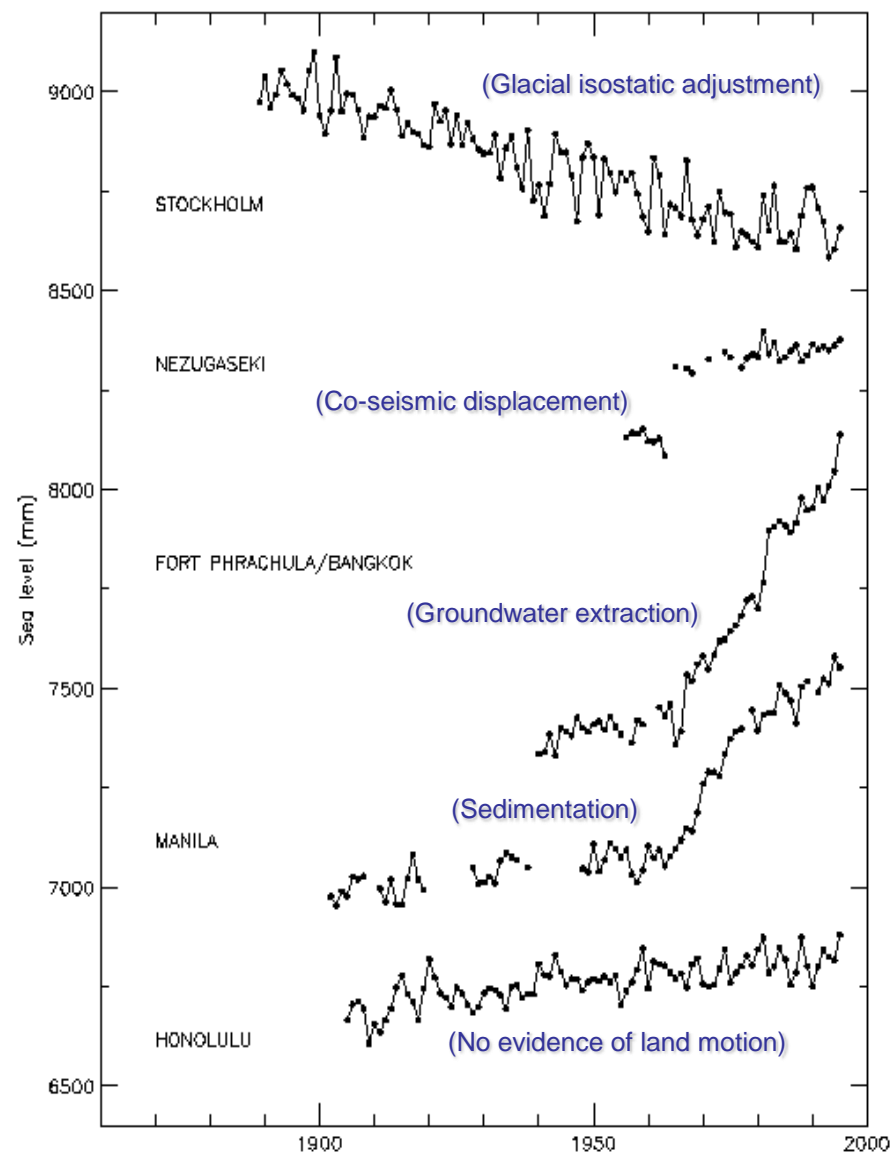 9000
(Glacial isostatic adjustment)
STOCKHOLM
8500
NEZUGASEKI
(Co-seismic displacement)
8000
Sea level (mm)
FORT PHRACHULA/BANGKOK
(Groundwater extraction)
7500
(Sedimentation)
MANILA
7000
HONOLULU
(No evidence of land motion)
6500
1900 1950 2000